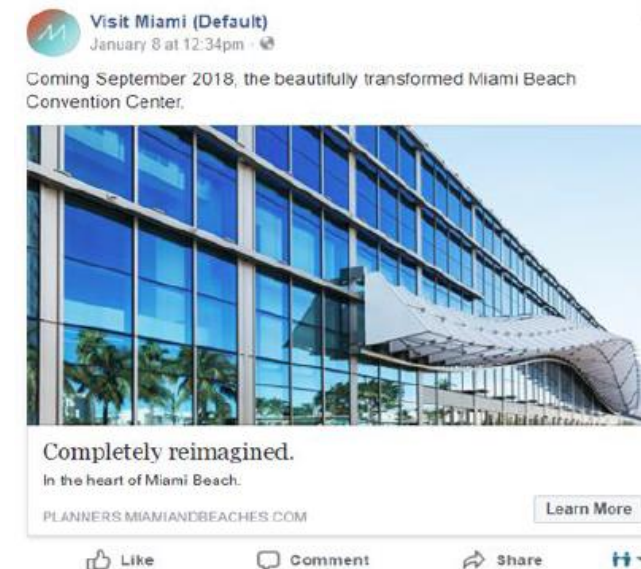 Visit Miami (Default)
January 8 at 12:34pm ·
Coming September 2018, the beautifully transformed Miami Beach
Convention Center.
Completely reimagined.
In the heart of Miami Beach.
PLANNERS.MIAMIANDBEACHES.COM
Learn More
Like Comment Share